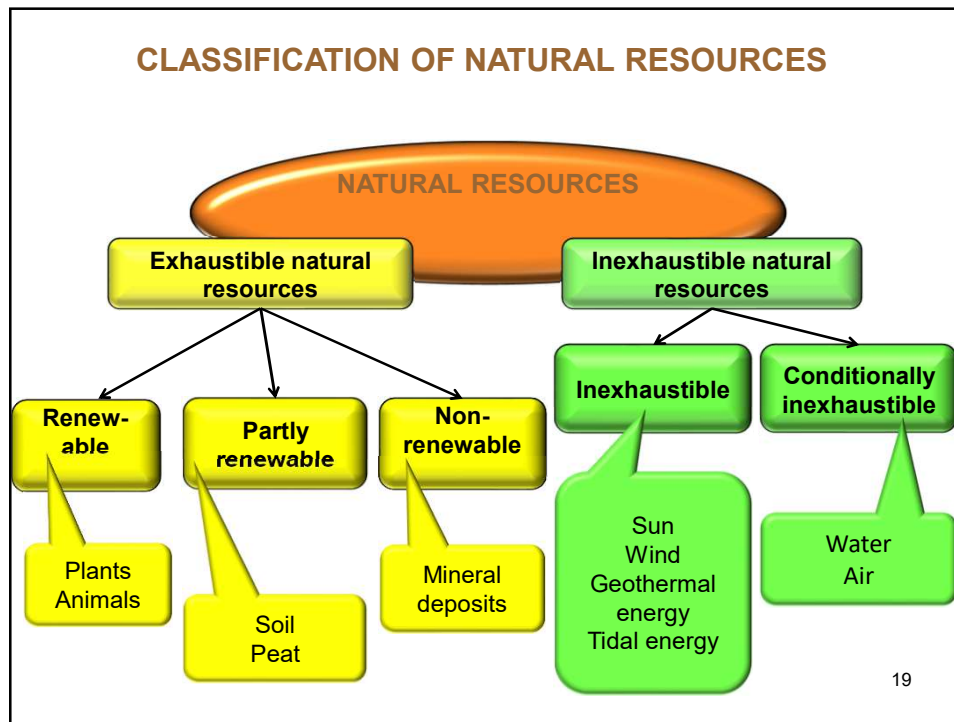 CLASSIFICATION OF NATURAL RESOURCES
NATURAL RESOURCES
Exhaustible natural
resources
Inexhaustible natural
resources
Renew-
able
Partly
renewable
Non-
renewable
Inexhaustible
Conditionally
inexhaustible
Plants
Animals
Soil
Peat
Mineral
deposits
Sun
Wind
Geothermal
energy
Tidal energy
Water
Air
19